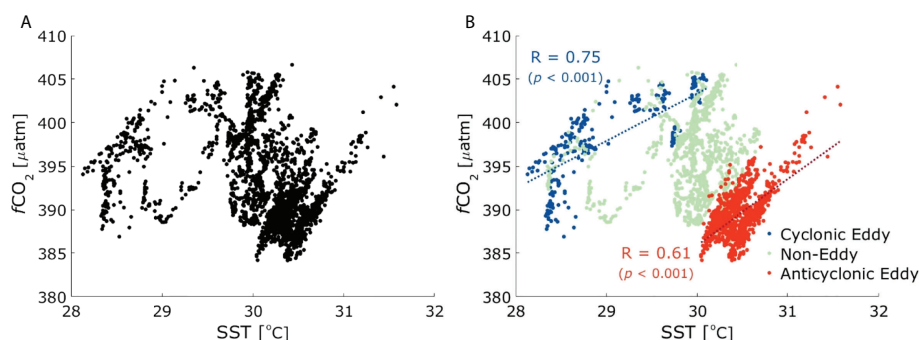 A
410
405
400
395
390
385
380
fCO₂ [μatm]
28
29
30
31
32
SST [°C]
B
410
405
400
395
390
385
380
fCO₂ [μatm]
R = 0.75
(p < 0.001)
R = 0.61
(p < 0.001)
Cyclonic Eddy
Non-Eddy
Anticyclonic Eddy
28
29
30
31
32
SST [°C]